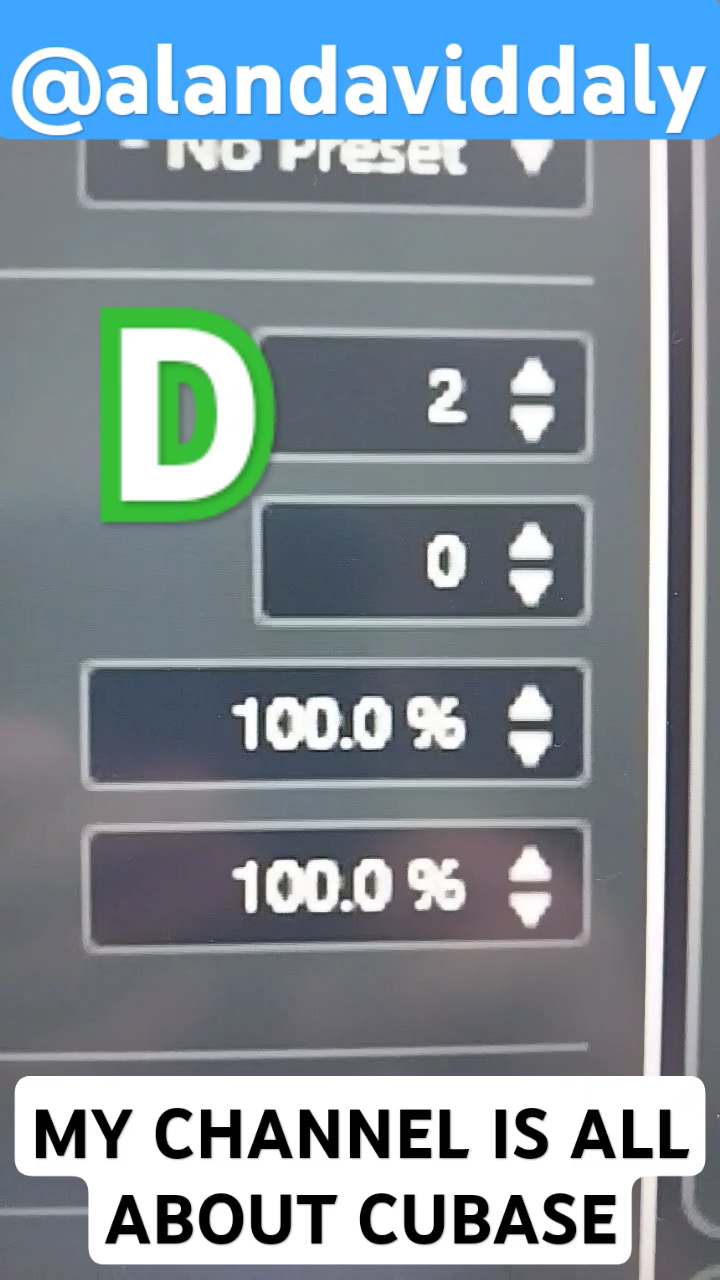 @alandaviddaly
- No Preset
D
2
0
100.0 %
100.0 %
MY CHANNEL IS ALL
ABOUT CUBASE